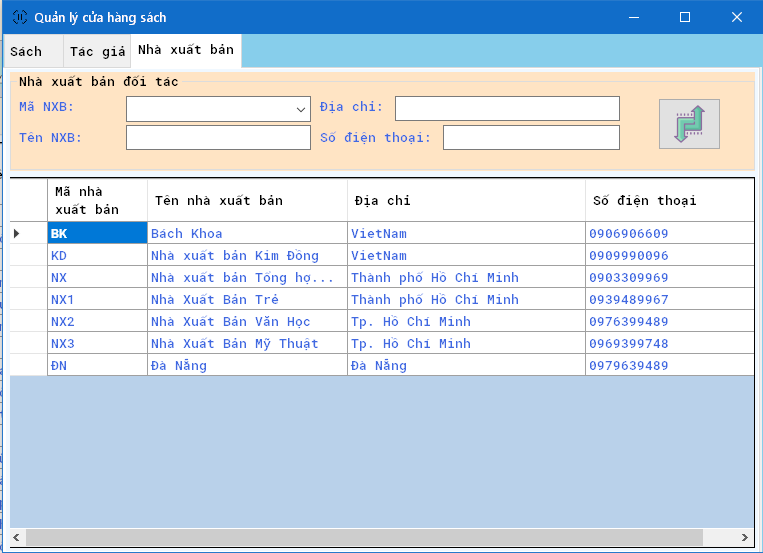 Quản lý cửa hàng sách
Sách Tác giả Nhà xuất bản
Nhà xuất bản đối tác
Mã NXB: Địa chỉ:
Tên NXB: Số điện thoại:
Mã nhà xuất bản Tên nhà xuất bản Địa chỉ Số điện thoại
BK Bách Khoa VietNam 0906906609
KD Nhà xuất bản Kim Đồng VietNam 0909990096
NX Nhà xuất bản Tổng hợ... Thành phố Hồ Chí Minh 0903309969
NX1 Nhà Xuất Bản Trẻ Thành phố Hồ Chí Minh 0939489967
NX2 Nhà Xuất Bản Văn Học Tp. Hồ Chí Minh 0976399489
NX3 Nhà Xuất Bản Mỹ Thuật Tp. Hồ Chí Minh 0969399748
ĐN Đà Nẵng Đà Nẵng 0979639489